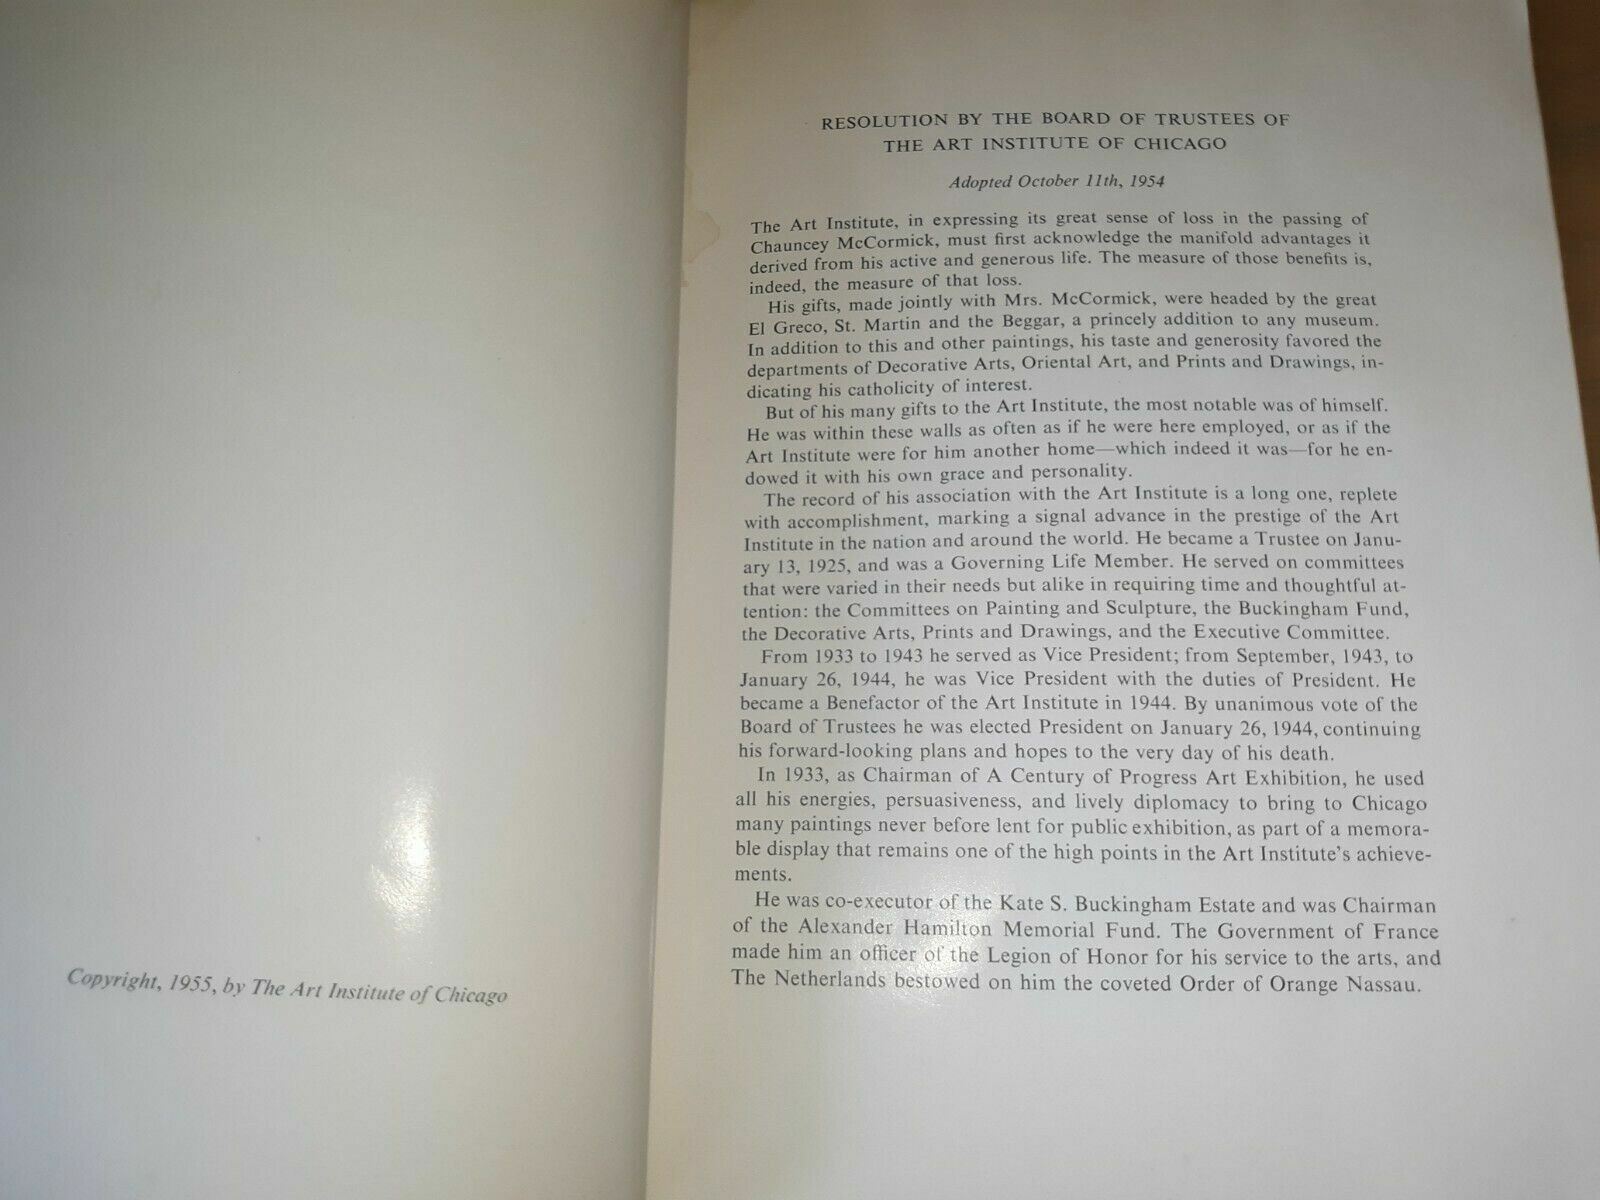 Copyright, 1955, by The Art Institute of Chicago
RESOLUTION BY THE BOARD OF TRUSTEES OF
THE ART INSTITUTE OF CHICAGO
Adopted October 11th, 1954
The Art Institute, in expressing its great sense of loss in the passing of
Chauncey McCormick, must first acknowledge the manifold advantages it
derived from his active and generous life. The measure of those benefits is,
indeed, the measure of that loss.
His gifts, made jointly with Mrs. McCormick, were headed by the great
El Greco, St. Martin and the Beggar, a princely addition to any museum.
In addition to this and other paintings, his taste and generosity favored the
departments of Decorative Arts, Oriental Art, and Prints and Drawings, in-
dicating his catholicity of interest.
But of his many gifts to the Art Institute, the most notable was of himself.
He was within these walls as often as if he were here employed, or as if the
Art Institute were for him another home—which indeed it was—for he en-
dowed it with his own grace and personality.
The record of his association with the Art Institute is a long one, replete
with accomplishment, marking a signal advance in the prestige of the Art
Institute in the nation and around the world. He became a Trustee on Janu-
ary 13, 1925, and was a Governing Life Member. He served on committees
that were varied in their needs but alike in requiring time and thoughtful at-
tention: the Committees on Painting and Sculpture, the Buckingham Fund,
the Decorative Arts, Prints and Drawings, and the Executive Committee.
From 1933 to 1943 he served as Vice President; from September, 1943, to
January 26, 1944, he was Vice President with the duties of President. He
became a Benefactor of the Art Institute in 1944. By unanimous vote of the
Board of Trustees he was elected President on January 26, 1944, continuing
his forward-looking plans and hopes to the very day of his death.
In 1933, as Chairman of A Century of Progress Art Exhibition, he used
all his energies, persuasiveness, and lively diplomacy to bring to Chicago
many paintings never before lent for public exhibition, as part of a memora-
ble display that remains one of the high points in the Art Institute's achieve-
ments.
He was co-executor of the Kate S. Buckingham Estate and was Chairman
of the Alexander Hamilton Memorial Fund. The Government of France
made him an officer of the Legion of Honor for his service to the arts, and
The Netherlands bestowed on him the coveted Order of Orange Nassau.